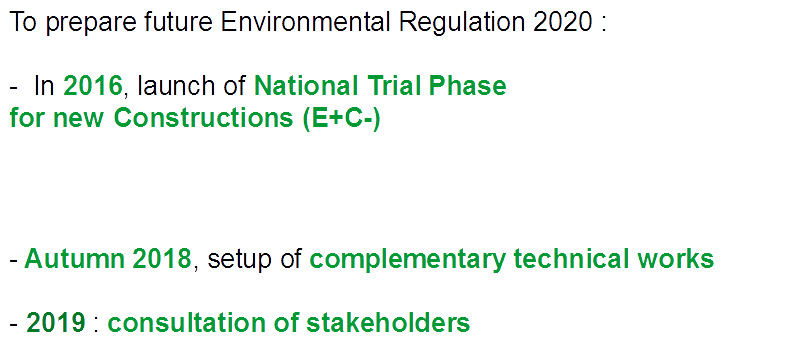 To prepare future Environmental Regulation 2020 :
- In 2016, launch of National Trial Phase
for new Constructions (E+C-)
- Autumn 2018, setup of complementary technical works
- 2019 : consultation of stakeholders